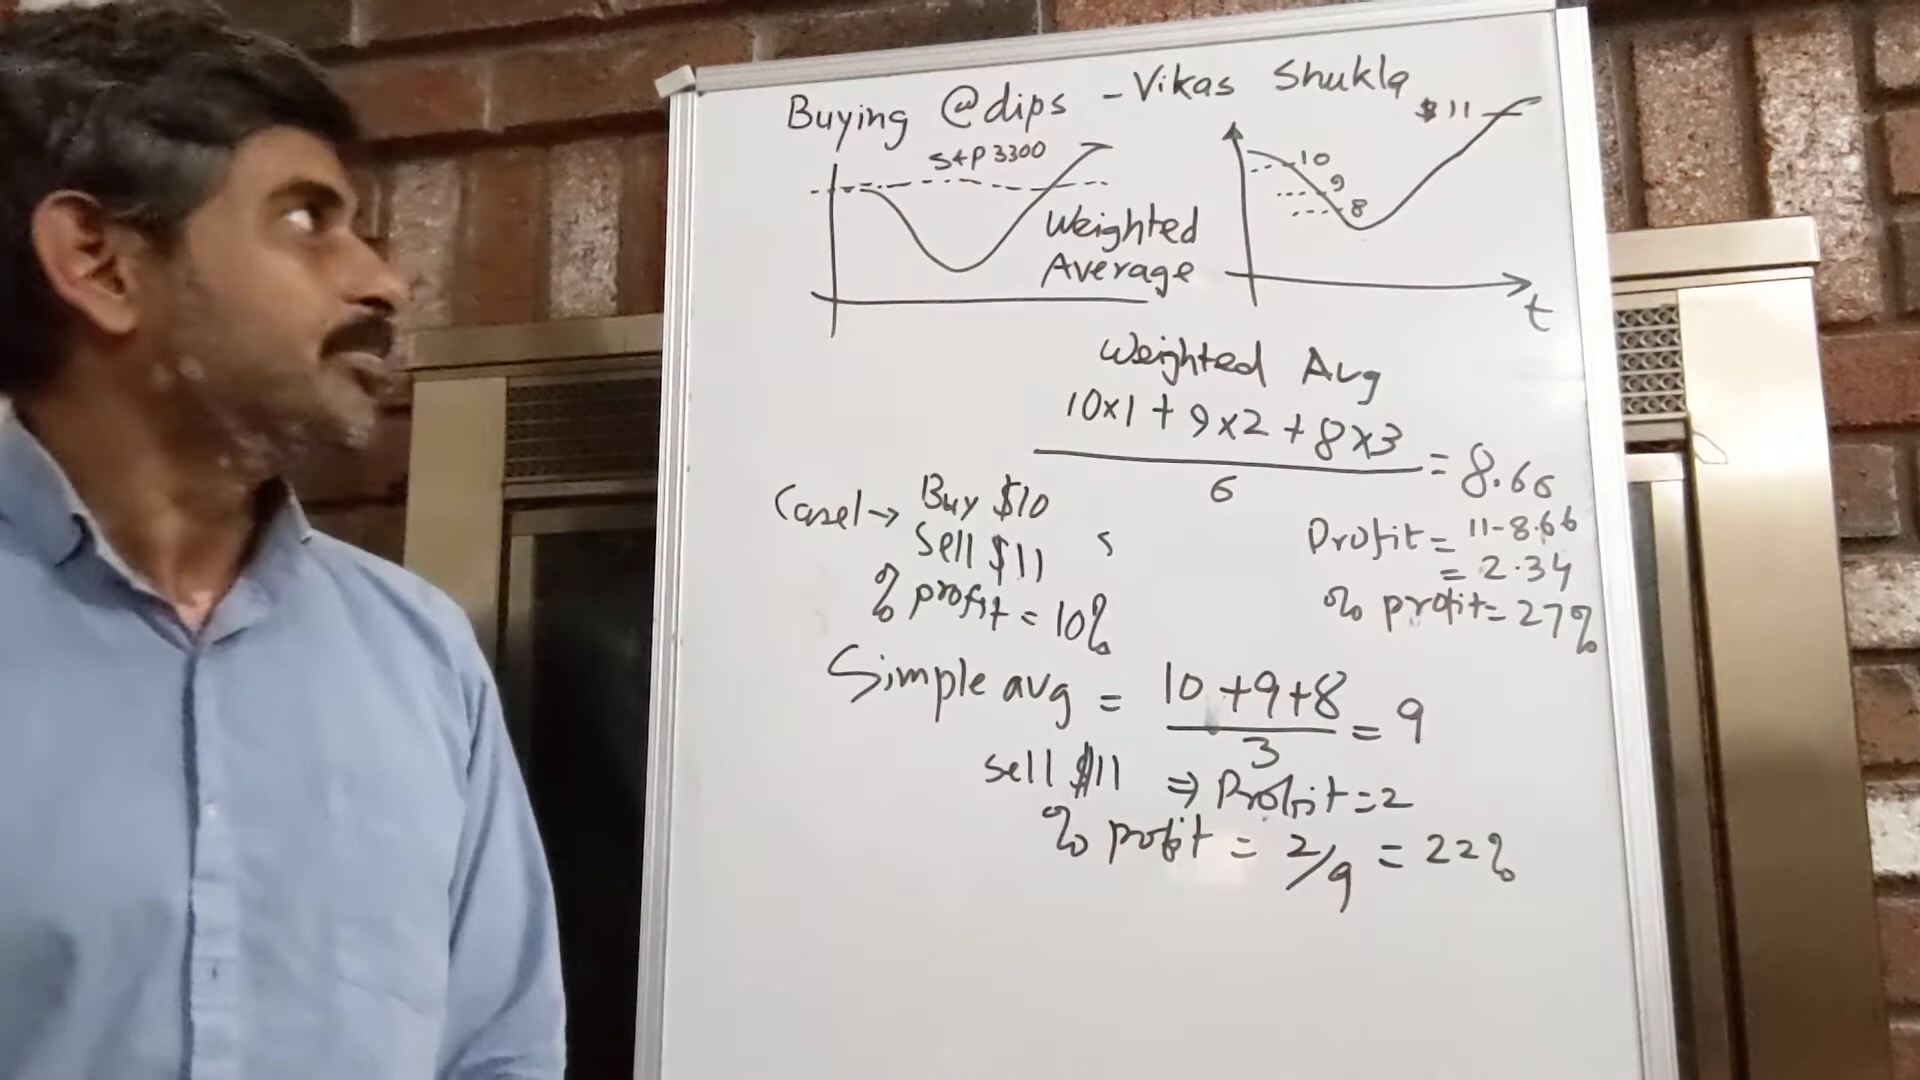 Buying @dips - Vikas Shukla
S&P 3300
Weighted
Average
$11
10
9
8
t
Weighted Avg
10x1 + 9x2 + 8x3
6
= 8.66
Profit = 11-8.66
= 2.34
% profit = 27%
Case1 → Buy $10
Sell $11
s
% profit = 10%
Simple avg = 10+9+8 = 9
3
sell $11 ⇒ Profit = 2
% profit = 2/9 = 22%